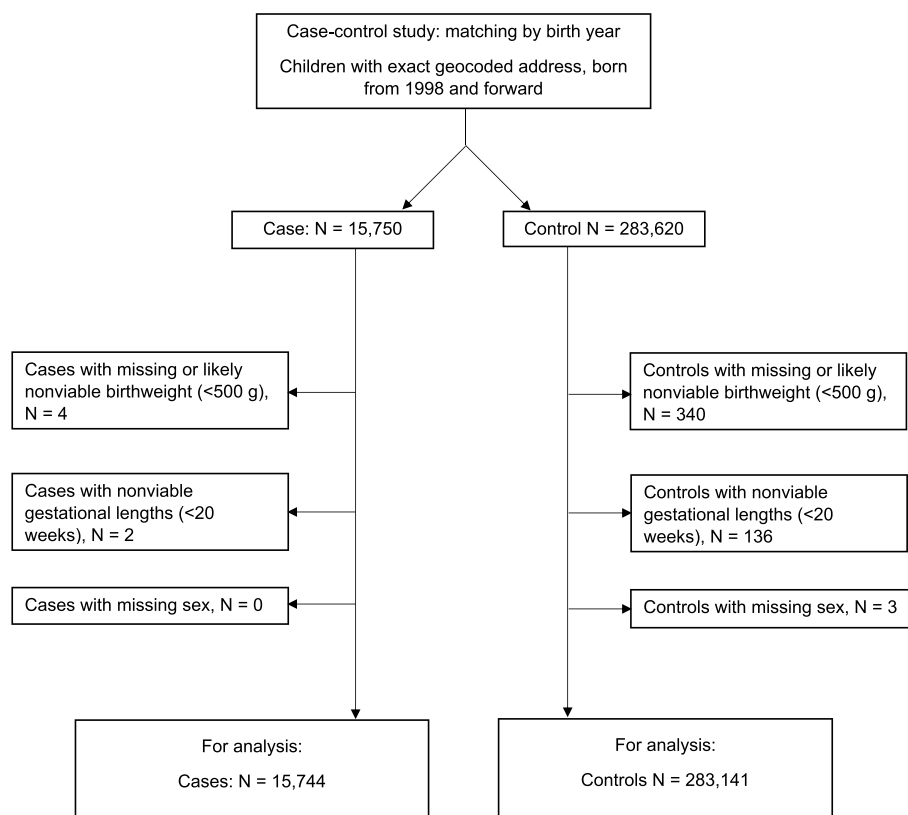 Case-control study: matching by birth year
Children with exact geocoded address, born
from 1998 and forward
Case: N = 15,750
Control N = 283,620
Cases with missing or likely
nonviable birthweight (<500 g),
N = 4
Controls with missing or likely
nonviable birthweight (<500 g),
N = 340
Cases with nonviable
gestational lengths (<20
weeks), N = 2
Controls with nonviable
gestational lengths (<20
weeks), N = 136
Cases with missing sex, N = 0
Controls with missing sex, N = 3
For analysis:
Cases: N = 15,744
For analysis:
Controls N = 283,141